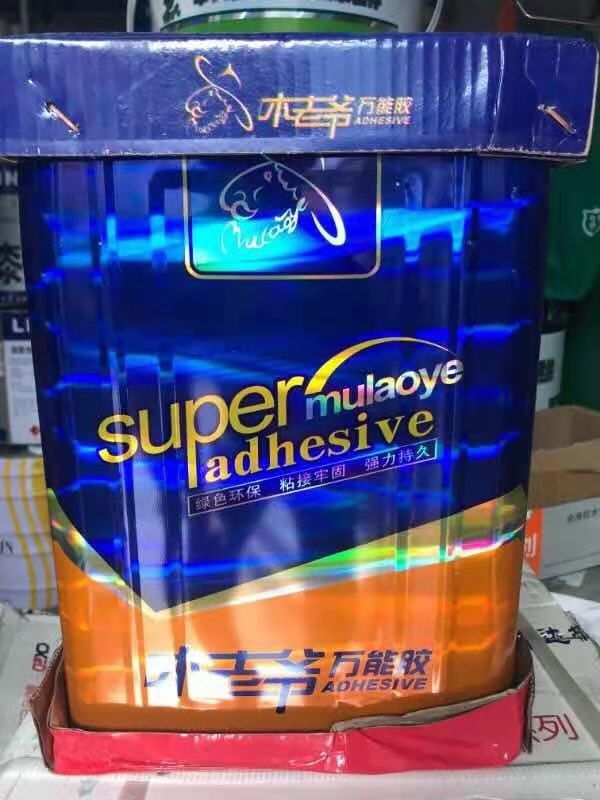 木老爷万能胶
ADHESIVE
mulaoye
super mulaoye
adhesive
绿色环保 粘接牢固 强力持久
木老爷万能胶
ADHESIVE
列